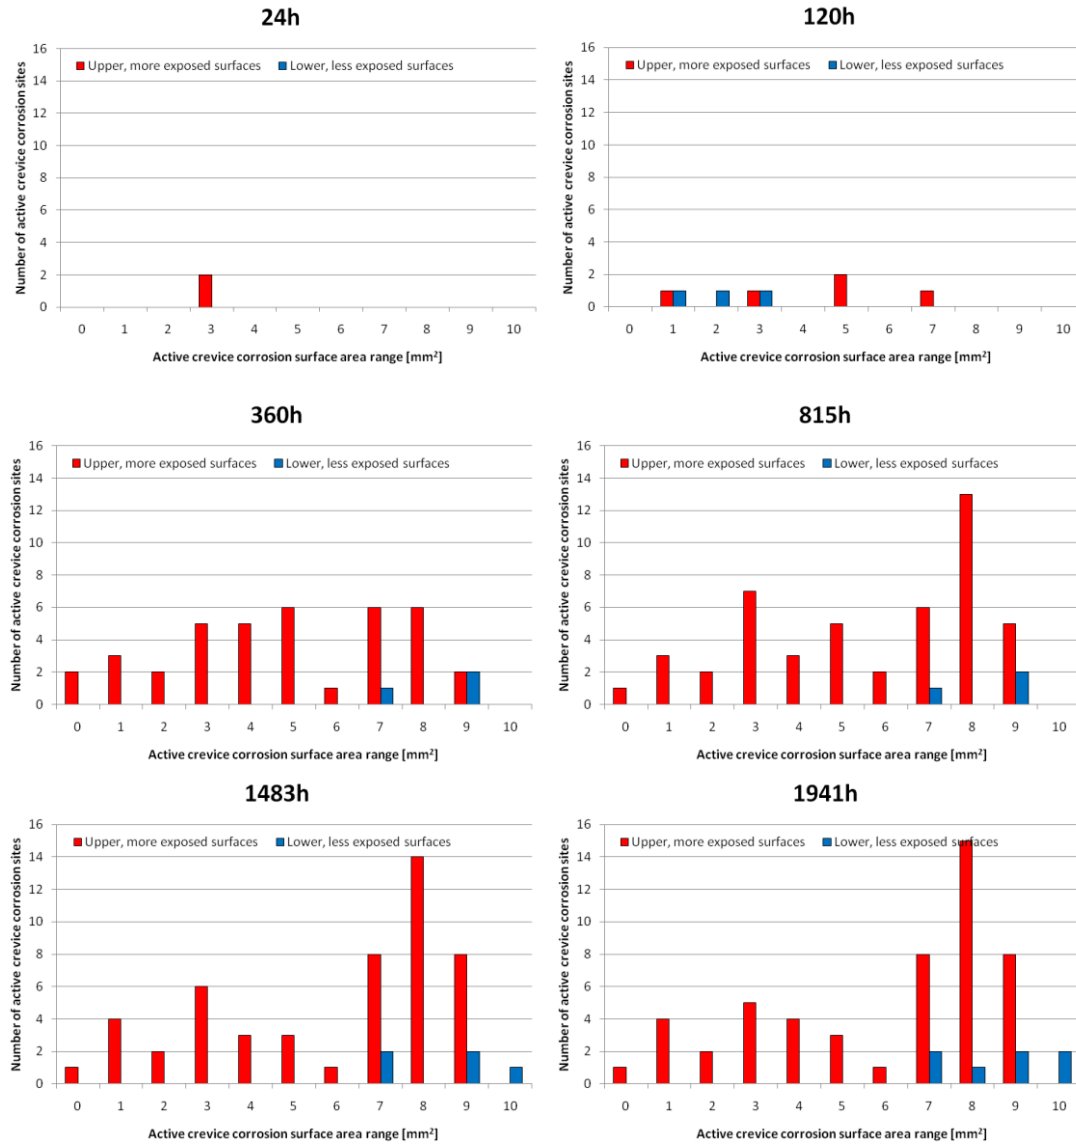 24h
120h
Number of active crevice corrosion sites
16
14
12
10
8
6
4
2
0
Upper, more exposed surfaces Lower, less exposed surfaces
0 1 2 3 4 5 6 7 8 9 10
Active crevice corrosion surface area range [mm²]
Number of active crevice corrosion sites
16
14
12
10
8
6
4
2
0
Upper, more exposed surfaces Lower, less exposed surfaces
0 1 2 3 4 5 6 7 8 9 10
Active crevice corrosion surface area range [mm²]
360h
815h
Number of active crevice corrosion sites
16
14
12
10
8
6
4
2
0
Upper, more exposed surfaces Lower, less exposed surfaces
0 1 2 3 4 5 6 7 8 9 10
Active crevice corrosion surface area range [mm²]
Number of active crevice corrosion sites
16
14
12
10
8
6
4
2
0
Upper, more exposed surfaces Lower, less exposed surfaces
0 1 2 3 4 5 6 7 8 9 10
Active crevice corrosion surface area range [mm²]
1483h
1941h
Number of active crevice corrosion sites
16
14
12
10
8
6
4
2
0
Upper, more exposed surfaces Lower, less exposed surfaces
0 1 2 3 4 5 6 7 8 9 10
Active crevice corrosion surface area range [mm²]
Number of active crevice corrosion sites
16
14
12
10
8
6
4
2
0
Upper, more exposed surfaces Lower, less exposed surfaces
0 1 2 3 4 5 6 7 8 9 10
Active crevice corrosion surface area range [mm²]